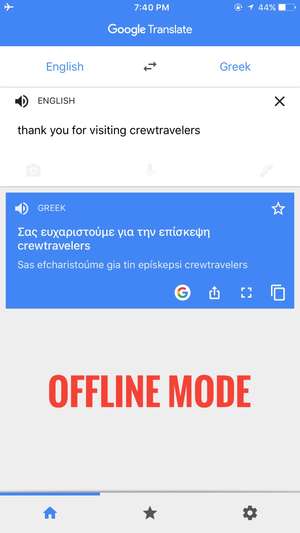 7:40 PM
44%
Google Translate
English
Greek
ENGLISH
thank you for visiting crewtravelers
GREEK
Σας ευχαριστούμε για την επίσκεψη
crewtravelers
Sas efcharistoúme gia tin epískepsi crewtravelers
G
OFFLINE MODE